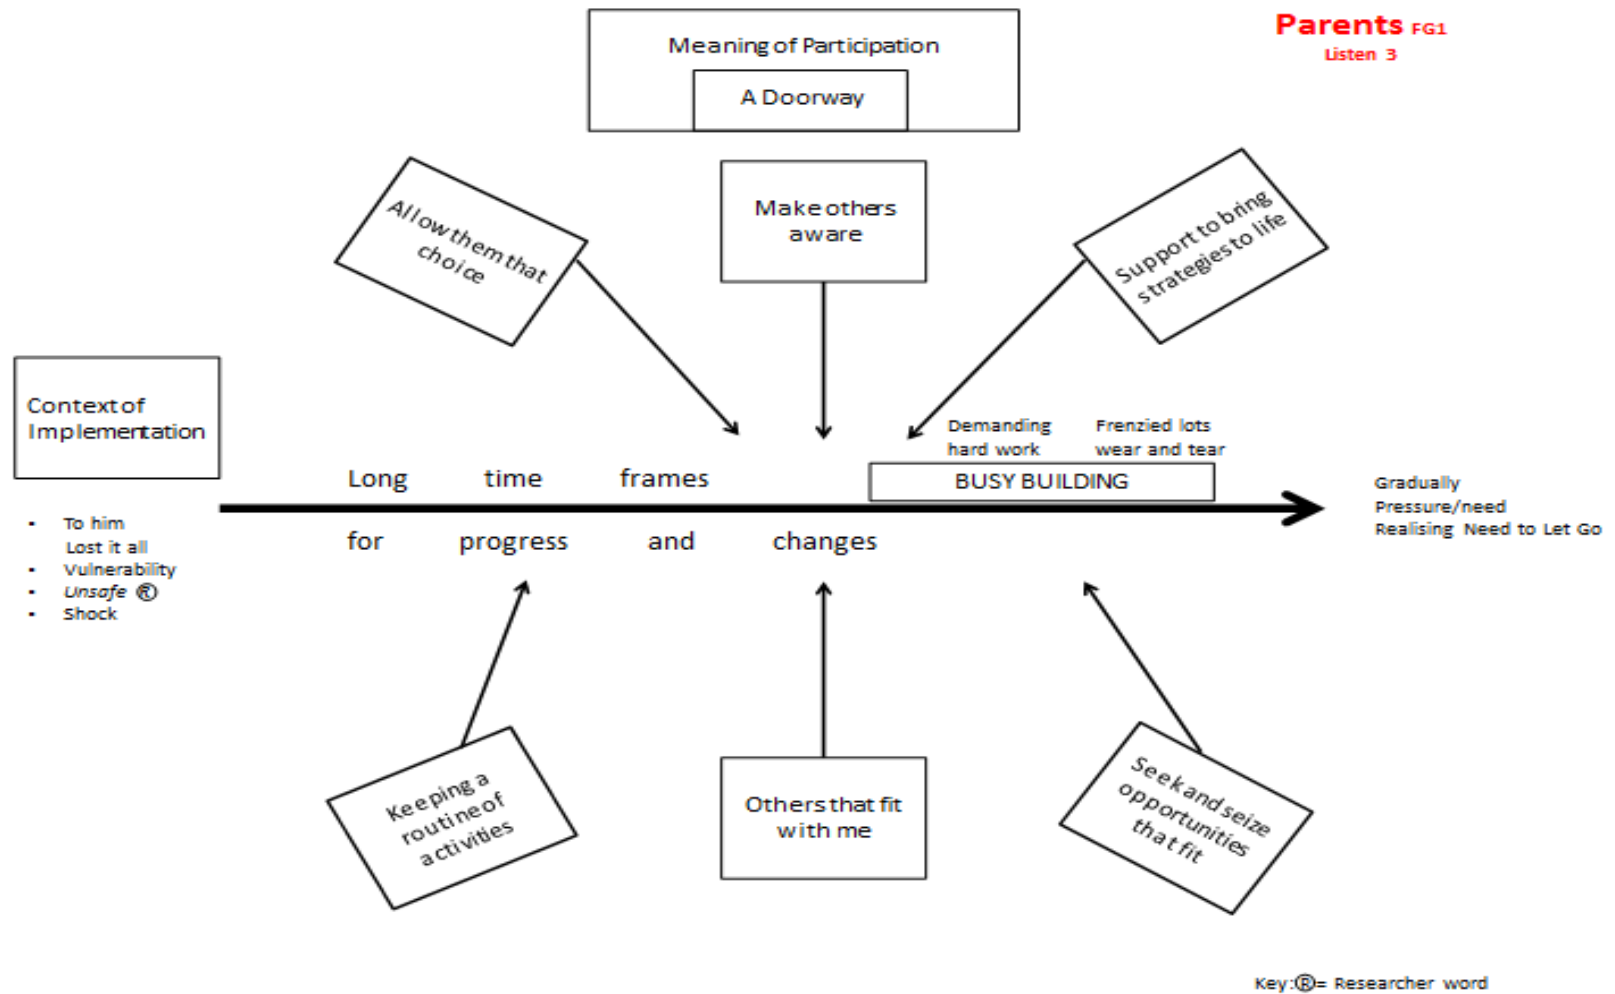 Parents FG1
Listen 3
Meaning of Participation
A Doorway
Allow them that
choice
Make others
aware
Support to bring
strategies to life
Context of
Implementation
Demanding
hard work
Frenzied lots
wear and tear
BUSY BUILDING
Long time frames
for progress and changes
Gradually
Pressure/need
Realising Need to Let Go
▪ To him
Lost it all
▪ Vulnerability
▪ Unsafe Ⓡ
▪ Shock
Keeping a
routine of
activities
Others that fit
with me
Seek and seize
opportunities
that fit
Key:Ⓡ= Researcher word